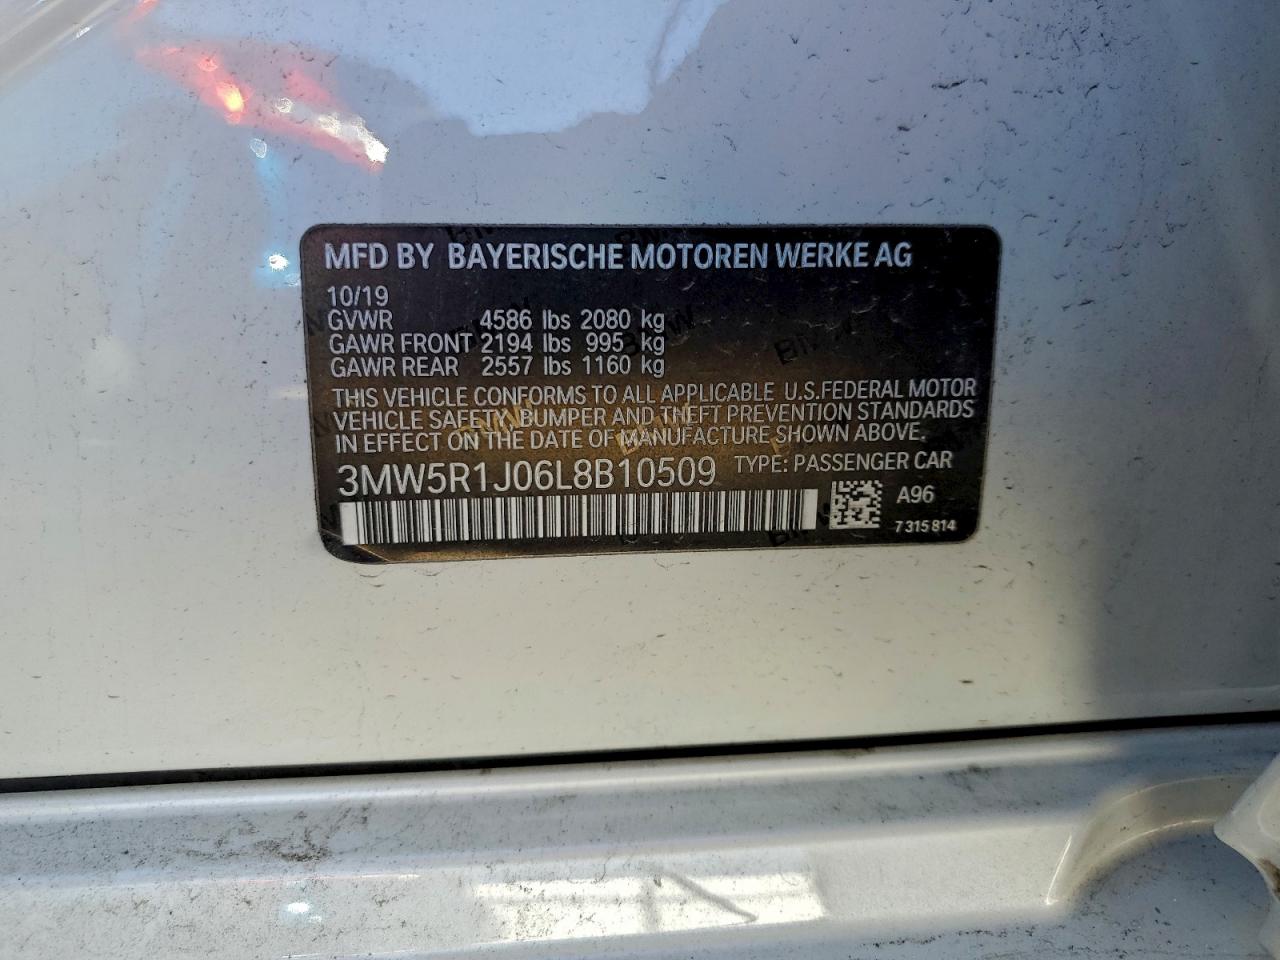 MFD BY BAYERISCHE MOTOREN WERKE AG
10/19
GVWR 4586 lbs 2080 kg
GAWR FRONT 2194 lbs 995 kg
GAWR REAR 2557 lbs 1160 kg
THIS VEHICLE CONFORMS TO ALL APPLICABLE U.S.FEDERAL MOTOR
VEHICLE SAFETY, BUMPER AND THEFT PREVENTION STANDARDS
IN EFFECT ON THE DATE OF MANUFACTURE SHOWN ABOVE.
3MW5R1J06L8B10509 TYPE: PASSENGER CAR
A96
7 315 814